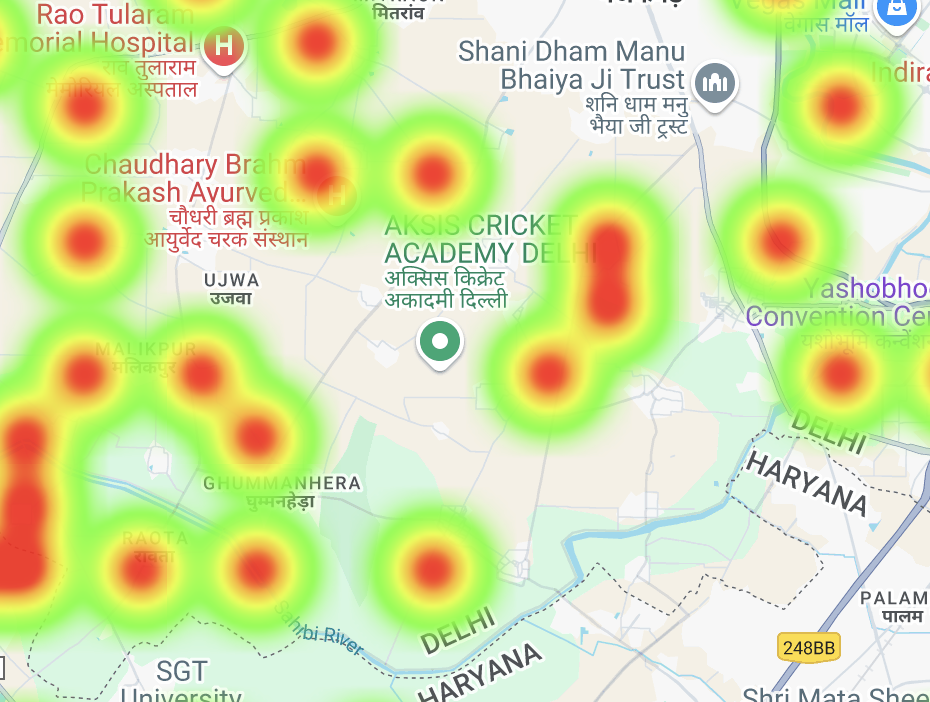 Rao Tularam
emorial Hospital
राव तुलाराम
मेमोरियल अस्पताल
मितराव
Shani Dham Manu
Bhaiya Ji Trust
शनि धाम मनु
भैया जी ट्रस्ट
Vegas Mall
वेगास मॉल
Indira
Chaudhary Brahm
Prakash Ayurved...
चौधरी ब्रह्म प्रकाश
आयुर्वेद चरक संस्थान
AKSIS CRICKET
ACADEMY DELHI
अक्सिस क्रिकेट
अकादमी दिल्ली
UJWA
उजवा
Yashobhoo
Convention Cen
यशोभूमि कन्वेंशन
MALIKPUR
मलिकपुर
DELHI
HARYANA
GHUMMANHERA
घुम्मनहेड़ा
RAOTA
रावता
Sahibi River
DELHI
HARYANA
PALAM
पालम
248BB
SGT
University
Shri Mata Shee